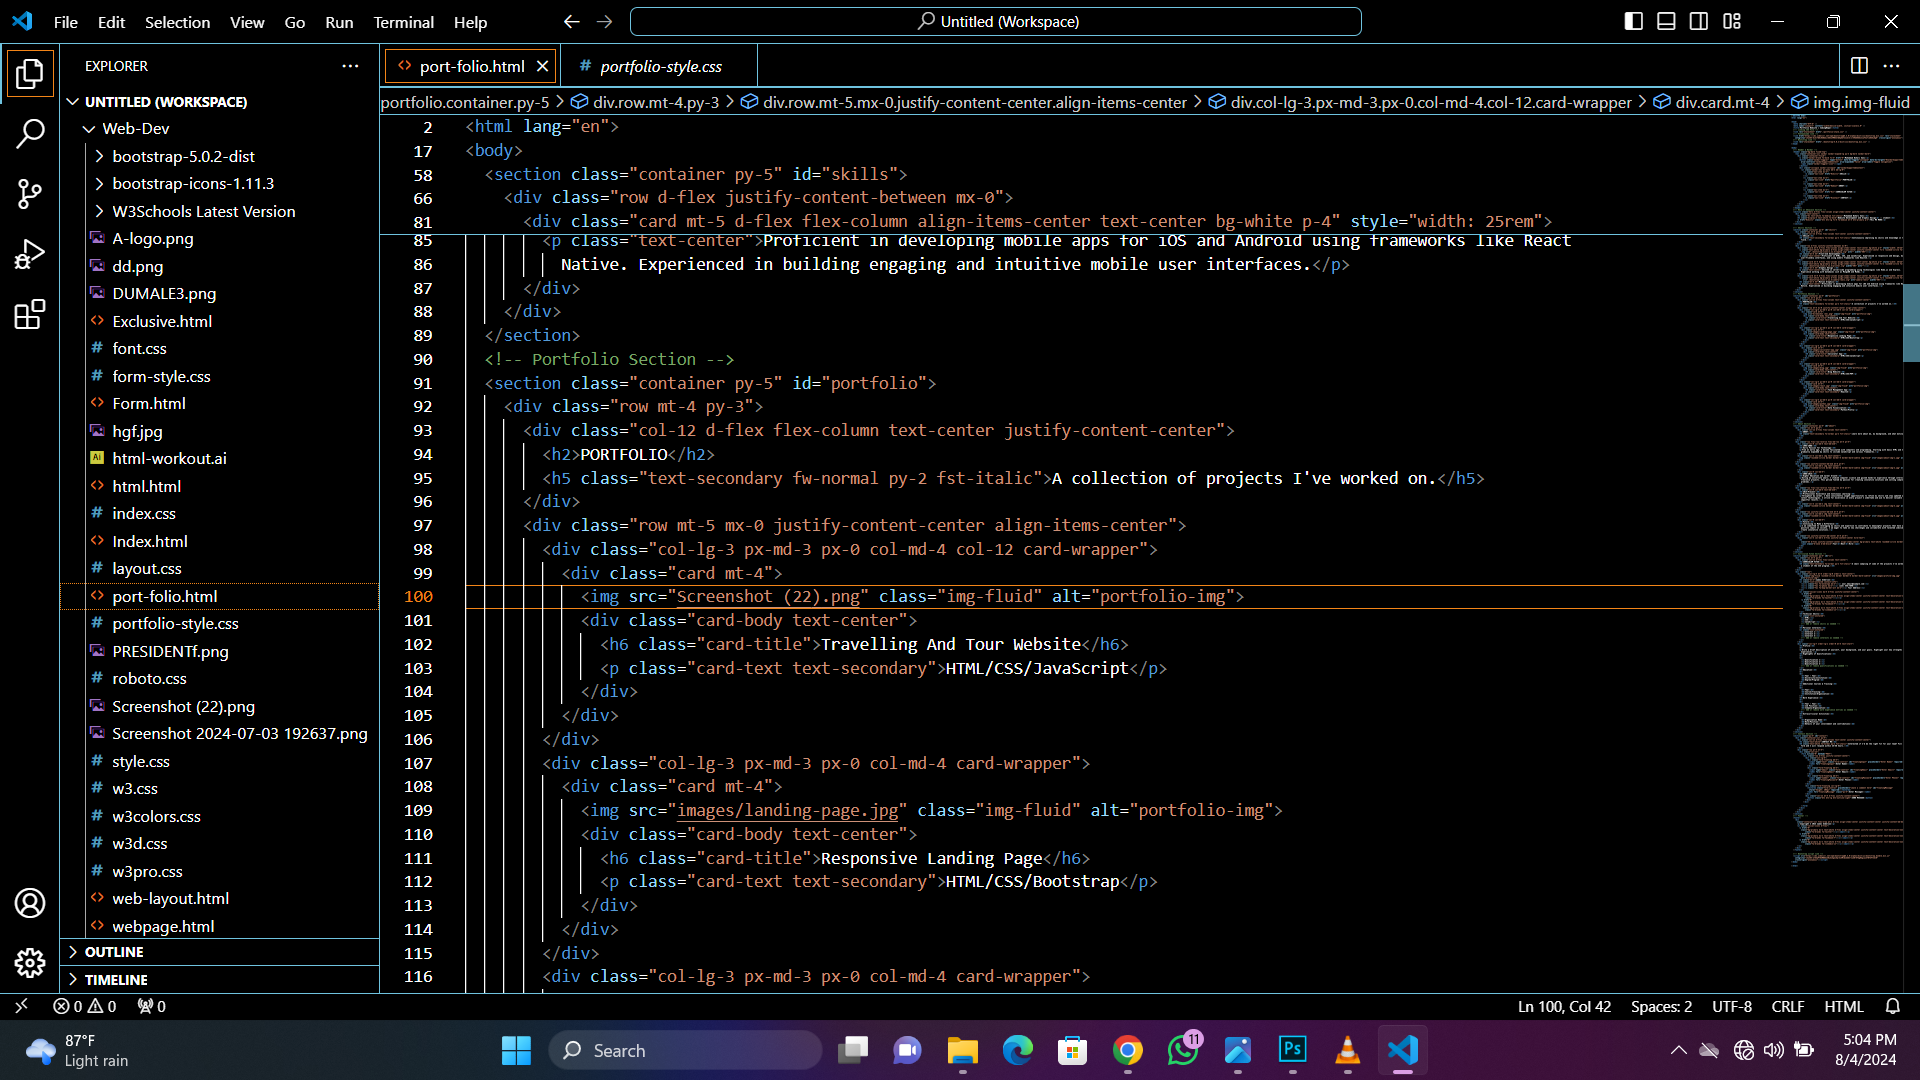 File Edit Selection View Go Run Terminal Help
Untitled (Workspace)
EXPLORER
UNTITLED (WORKSPACE)
Web-Dev
bootstrap-5.0.2-dist
bootstrap-icons-1.11.3
W3Schools Latest Version
A-logo.png
dd.png
DUMALE3.png
Exclusive.html
font.css
form-style.css
Form.html
hgf.jpg
html-workout.ai
html.html
index.css
Index.html
layout.css
port-folio.html
portfolio-style.css
PRESIDENTf.png
roboto.css
Screenshot (22).png
Screenshot 2024-07-03 192637.png
style.css
w3.css
w3colors.css
w3d.css
w3pro.css
web-layout.html
webpage.html
OUTLINE
TIMELINE
port-folio.html
# portfolio-style.css
portfolio.container.py-5 > div.row.mt-4.py-3 > div.row.mt-5.mx-0.justify-content-center.align-items-center > div.col-lg-3.px-md-3.px-0.col-md-4.col-12.card-wrapper > div.card.mt-4 > img.img-fluid
2 <html lang="en">
17 <body>
58 <section class="container py-5" id="skills">
66 <div class="row d-flex justify-content-between mx-0">
81 <div class="card mt-5 d-flex flex-column align-items-center text-center bg-white p-4" style="width: 25rem">
85 <p class="text-center">Proficient in developing mobile apps for iOS and Android using frameworks like React
86 Native. Experienced in building engaging and intuitive mobile user interfaces.</p>
87 </div>
88 </div>
89 </section>
90 <!-- Portfolio Section -->
91 <section class="container py-5" id="portfolio">
92 <div class="row mt-4 py-3">
93 <div class="col-12 d-flex flex-column text-center justify-content-center">
94 <h2>PORTFOLIO</h2>
95 <h5 class="text-secondary fw-normal py-2 fst-italic">A collection of projects I've worked on.</h5>
96 </div>
97 <div class="row mt-5 mx-0 justify-content-center align-items-center">
98 <div class="col-lg-3 px-md-3 px-0 col-md-4 col-12 card-wrapper">
99 <div class="card mt-4">
100 <img src="Screenshot (22).png" class="img-fluid" alt="portfolio-img">
101 <div class="card-body text-center">
102 <h6 class="card-title">Travelling And Tour Website</h6>
103 <p class="card-text text-secondary">HTML/CSS/JavaScript</p>
104 </div>
105 </div>
106 </div>
107 <div class="col-lg-3 px-md-3 px-0 col-md-4 card-wrapper">
108 <div class="card mt-4">
109 <img src="images/landing-page.jpg" class="img-fluid" alt="portfolio-img">
110 <div class="card-body text-center">
111 <h6 class="card-title">Responsive Landing Page</h6>
112 <p class="card-text text-secondary">HTML/CSS/Bootstrap</p>
113 </div>
114 </div>
115 </div>
116 <div class="col-lg-3 px-md-3 px-0 col-md-4 card-wrapper">
0 0 0
Ln 100, Col 42 Spaces: 2 UTF-8 CRLF HTML
87°F
Light rain
Search
11
Ps
5:04 PM
8/4/2024